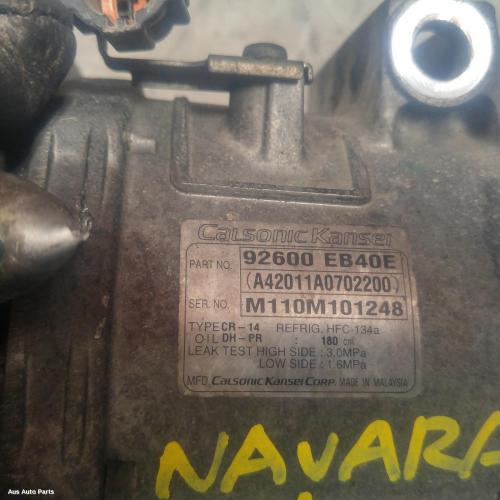 Calsonic Kansei
PART NO. 92600 EB40E
(A42011A0702200)
SER NO. M110M101248
TYPE CR-14 REFRIG. HFC-134a
OIL DH-PR : 180 cm³
LEAK TEST HIGH SIDE : 3.0MPa
LOW SIDE : 1.6MPa
MFD. Calsonic Kansei Corp. MADE IN MALAYSIA
NAVARA
Aus Auto Parts